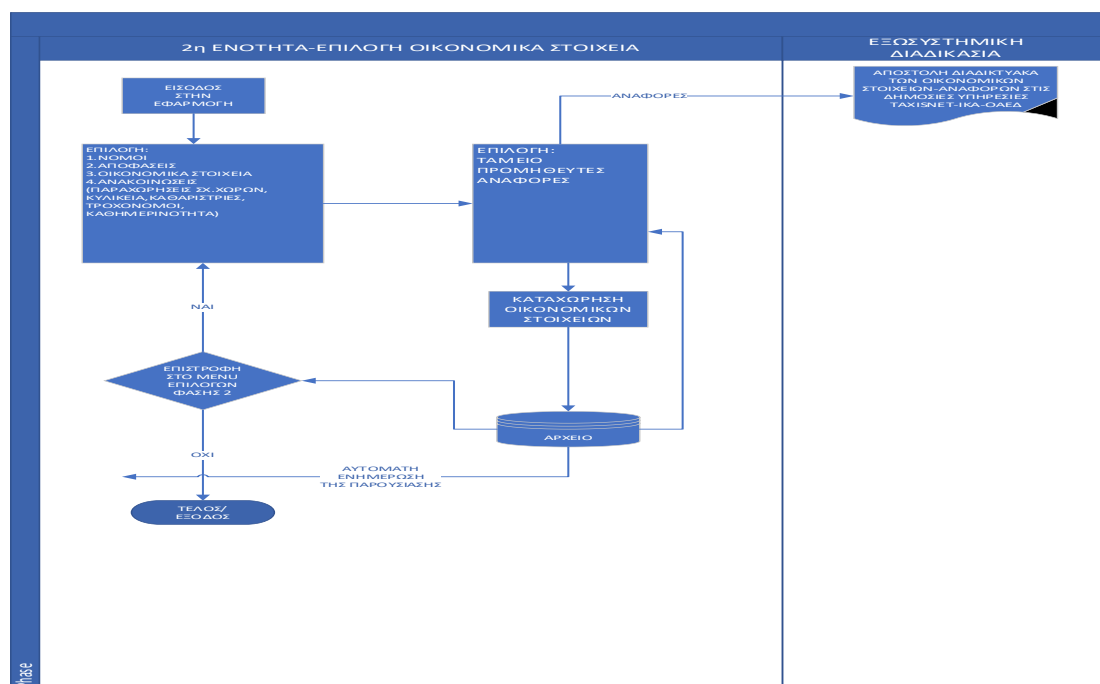 2η ΕΝΟΤΗΤΑ-ΕΠΙΛΟΓΗ ΟΙΚΟΝΟΜΙΚΑ ΣΤΟΙΧΕΙΑ
ΕΞΩΣΥΣΤΗΜΙΚΗ
ΔΙΑΔΙΚΑΣΙΑ
ΕΙΣΟΔΟΣ
ΣΤΗΝ
ΕΦΑΡΜΟΓΗ
ΑΝΑΦΟΡΕΣ
ΑΠΟΣΤΟΛΗ ΔΙΑΔΙΚΤΥΑΚΑ
ΤΩΝ ΟΙΚΟΝΟΜΙΚΩΝ
ΣΤΟΙΧΕΙΩΝ-ΑΝΑΦΟΡΩΝ ΣΤΙΣ
ΔΗΜΟΣΙΕΣ ΥΠΗΡΕΣΙΕΣ
TAXISNET-ΙΚΑ-ΟΑΕΔ
ΕΠΙΛΟΓΗ:
1.ΝΟΜΟΙ
2.ΑΠΟΦΑΣΕΙΣ
3.ΟΙΚΟΝΟΜΙΚΑ ΣΤΟΙΧΕΙΑ
4.ΑΝΑΚΟΙΝΩΣΕΙΣ
(ΠΑΡΑΧΩΡΗΣΕΙΣ ΣΧ.ΧΩΡΩΝ,
ΚΥΛΙΚΕΙΑ,ΚΑΘΑΡΙΣΤΡΙΕΣ,
ΤΡΟΧΟΝΟΜΟΙ,
ΚΑΘΗΜΕΡΙΝΟΤΗΤΑ)
ΕΠΙΛΟΓΗ:
ΤΑΜΕΙΟ
ΠΡΟΜΗΘΕΥΤΕΣ
ΑΝΑΦΟΡΕΣ
ΚΑΤΑΧΩΡΗΣΗ
ΟΙΚΟΝΟΜΙΚΩΝ
ΣΤΟΙΧΕΙΩΝ
ΝΑΙ
ΕΠΙΣΤΡΟΦΗ
ΣΤΟ MENU
ΕΠΙΛΟΓΩΝ
ΦΑΣΗΣ 2
ΑΡΧΕΙΟ
ΟΧΙ
ΑΥΤΟΜΑΤΗ
ΕΝΗΜΕΡΩΣΗ
ΤΗΣ ΠΑΡΟΥΣΙΑΣΗΣ
ΤΕΛΟΣ/
ΕΞΟΔΟΣ
Phase